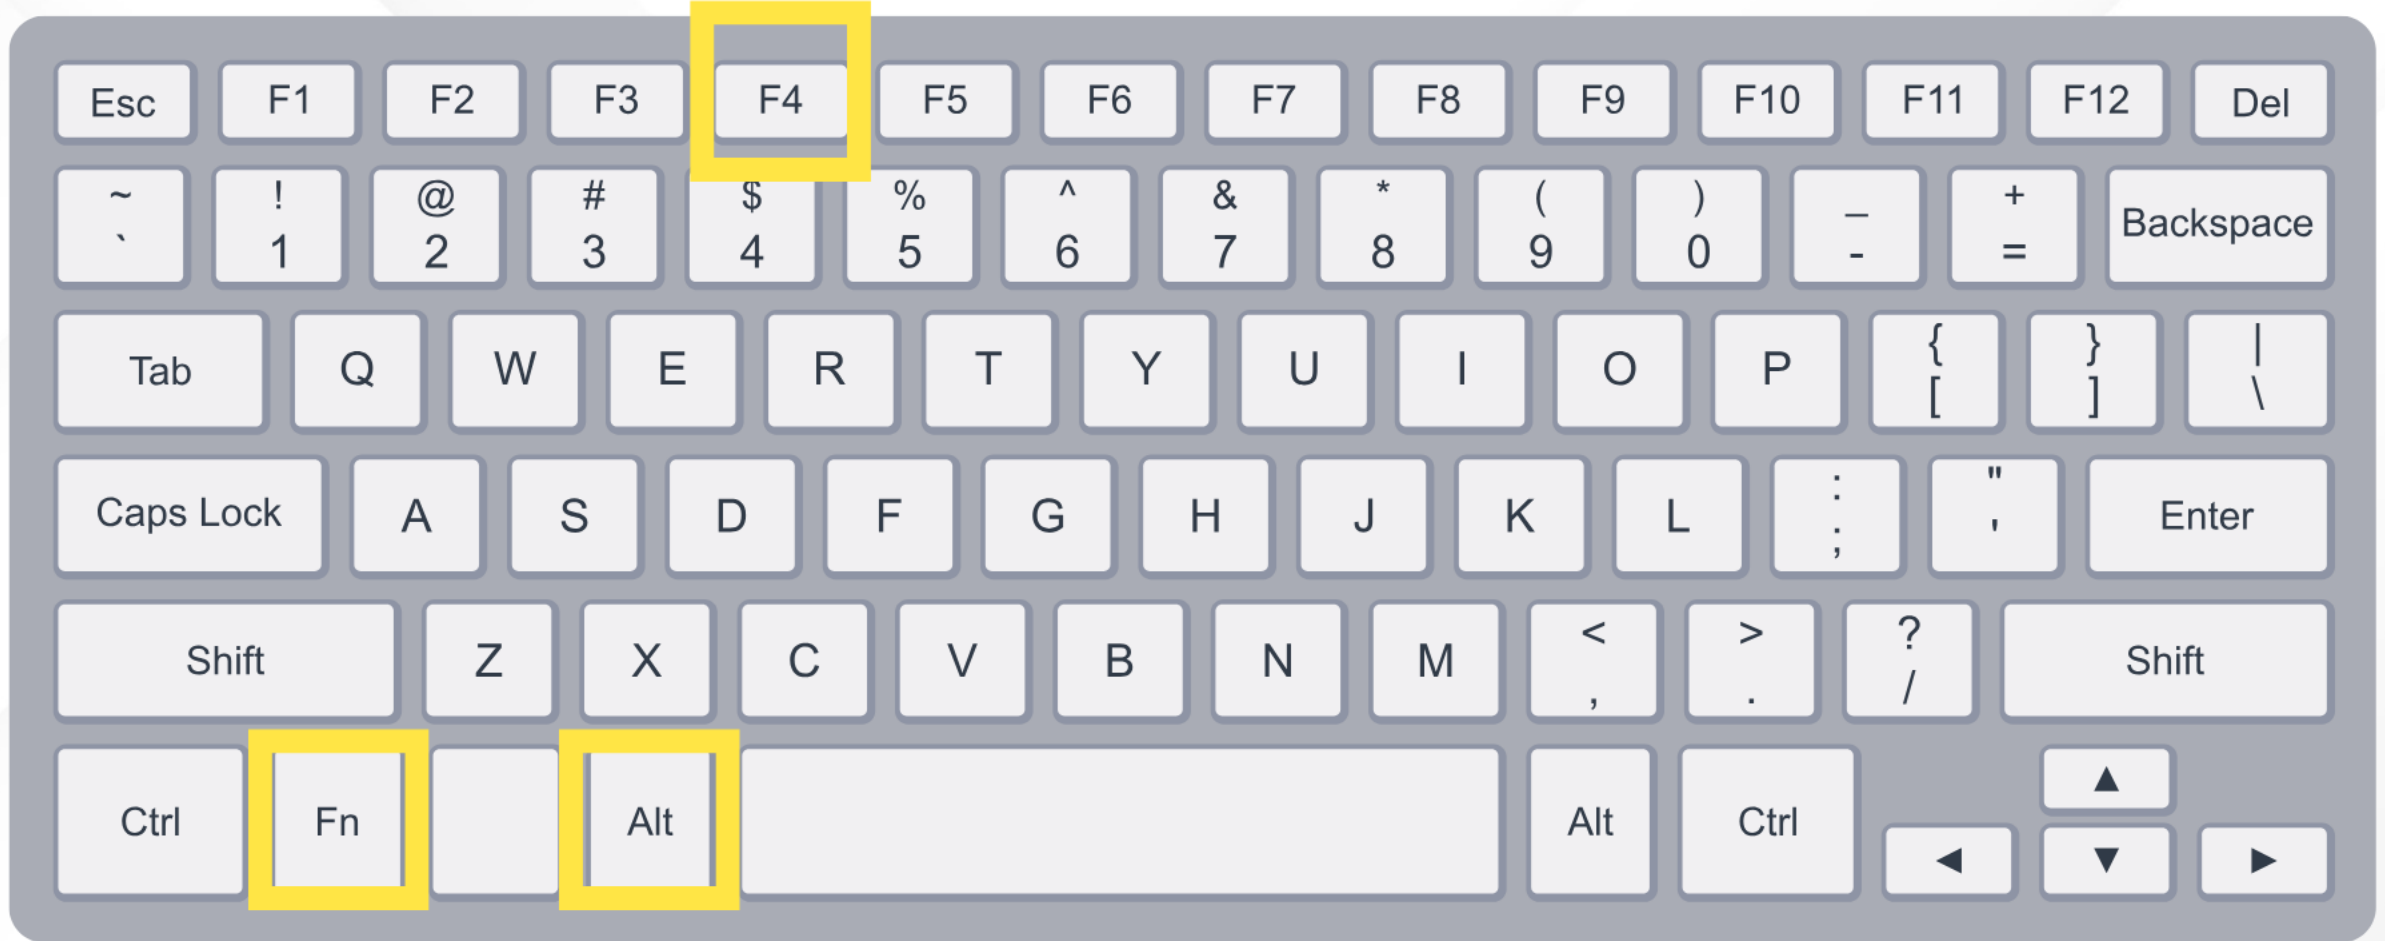 Esc F1 F2 F3 F4 F5 F6 F7 F8 F9 F10 F11 F12 Del
~ ! @ # $ % ^ & * ( ) _ +
` 1 2 3 4 5 6 7 8 9 0 - = Backspace
Tab Q W E R T Y U I O P { } |
[ ] \
Caps Lock A S D F G H J K L : " Enter
; '
Shift Z X C V B N M < > ? Shift
, . /
Ctrl Fn Alt Alt Ctrl ▲
◀ ▼ ▶